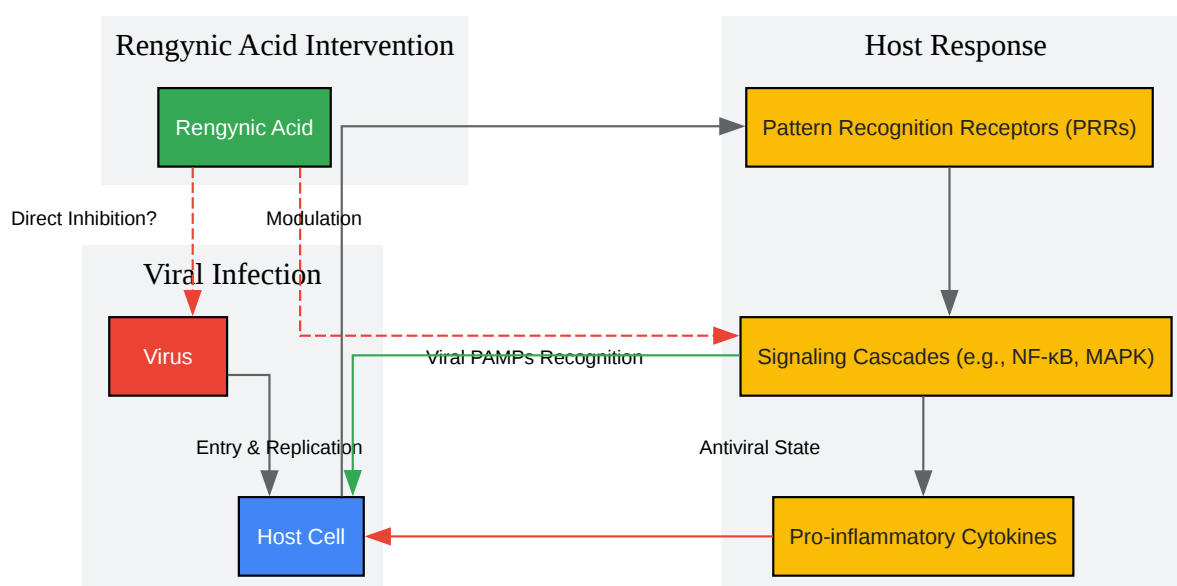 Rengynic Acid Intervention
Host Response
Rengynic Acid
Pattern Recognition Receptors (PRRs)
Direct Inhibition?
Modulation
Viral Infection
Virus
Viral PAMPs Recognition
Signaling Cascades (e.g., NF-κB, MAPK)
Entry & Replication
Antiviral State
Host Cell
Pro-inflammatory Cytokines